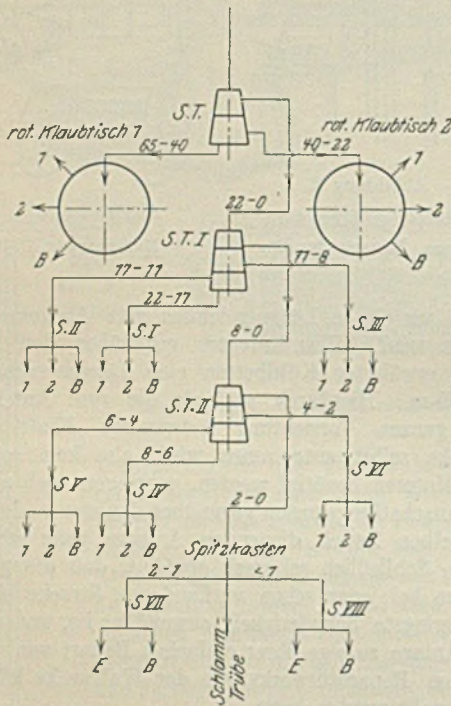 S.T.
rot. Klaubtisch 1
rot. Klaubtisch 2
65-40
40-22
1
2
B
1
2
B
22-0
S.T. I
17-11
11-8
22-17
8-0
S.II
S.I
S.III
1 2 B
1 2 B
1 2 B
S.T. II
6-4
4-2
8-6
2-0
S V
S IV
S VI
1 2 B
1 2 B
1 2 B
Spitzkasten
2-1
<1
S VII
S VIII
E B
E B
Schlamm-
Trübe